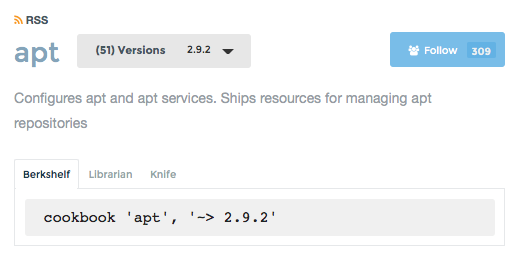 RSS
apt (51) Versions 2.9.2 Follow 309
Configures apt and apt services. Ships resources for managing apt
repositories
Berkshelf Librarian Knife
cookbook 'apt', '~> 2.9.2'